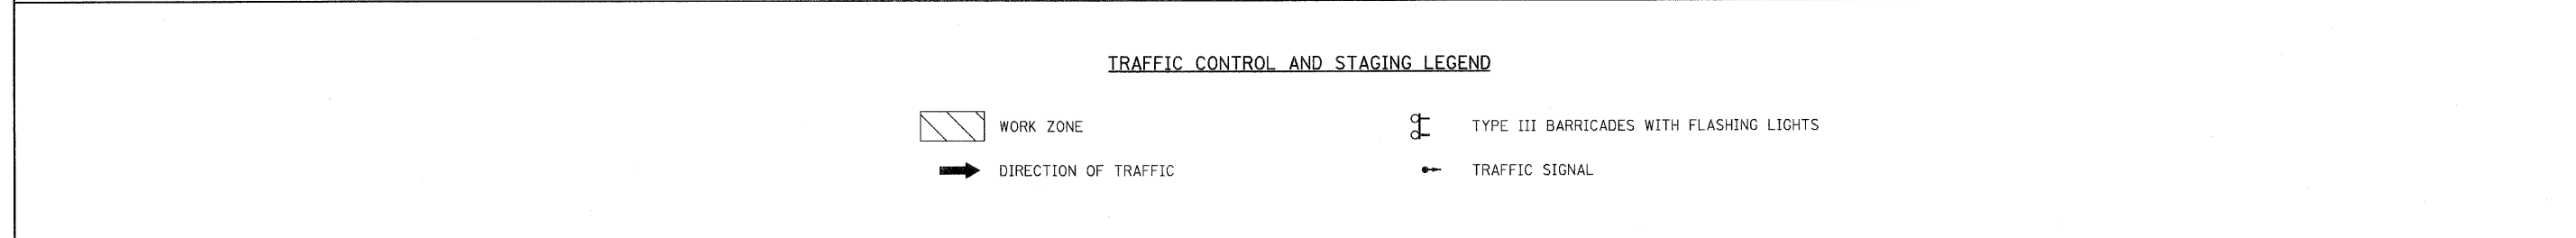 TRAFFIC CONTROL AND STAGING LEGEND
WORK ZONE
TYPE III BARRICADES WITH FLASHING LIGHTS
DIRECTION OF TRAFFIC
TRAFFIC SIGNAL